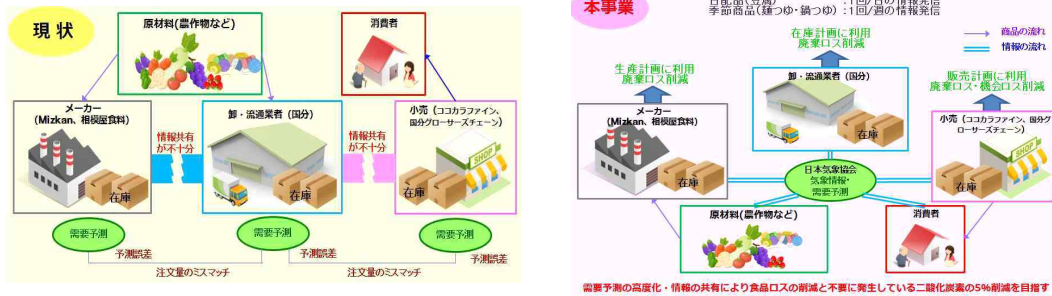 現状
原材料(農作物など)
消費者
メーカー
(Mizkan、相模屋食料)
在庫
情報共有
が不十分
卸・流通業者(国分)
在庫
情報共有
が不十分
小売(ココカラファイン、
国分グローサーズチェーン)
SHOP
在庫
需要予測
需要予測
需要予測
予測誤差
予測誤差
予測誤差
注文量のミスマッチ
注文量のミスマッチ
本事業
日配品(豆腐) :1回/日の情報発信
季節商品(麺つゆ・鍋つゆ):1回/週の情報発信
商品の流れ
情報の流れ
在庫計画に利用
廃棄ロス削減
生産計画に利用
廃棄ロス削減
販売計画に利用
廃棄ロス・機会ロス削減
メーカー
(Mizkan、相模屋食料)
在庫
卸・流通業者(国分)
在庫
小売(ココカラファイン、国分グ
ローサーズチェーン)
SHOP
在庫
日本気象協会
気象情報・
需要予測
原材料(農作物など)
消費者
需要予測の高度化・情報の共有により食品ロスの削減と不要に発生している二酸化炭素の5%削減を目指す